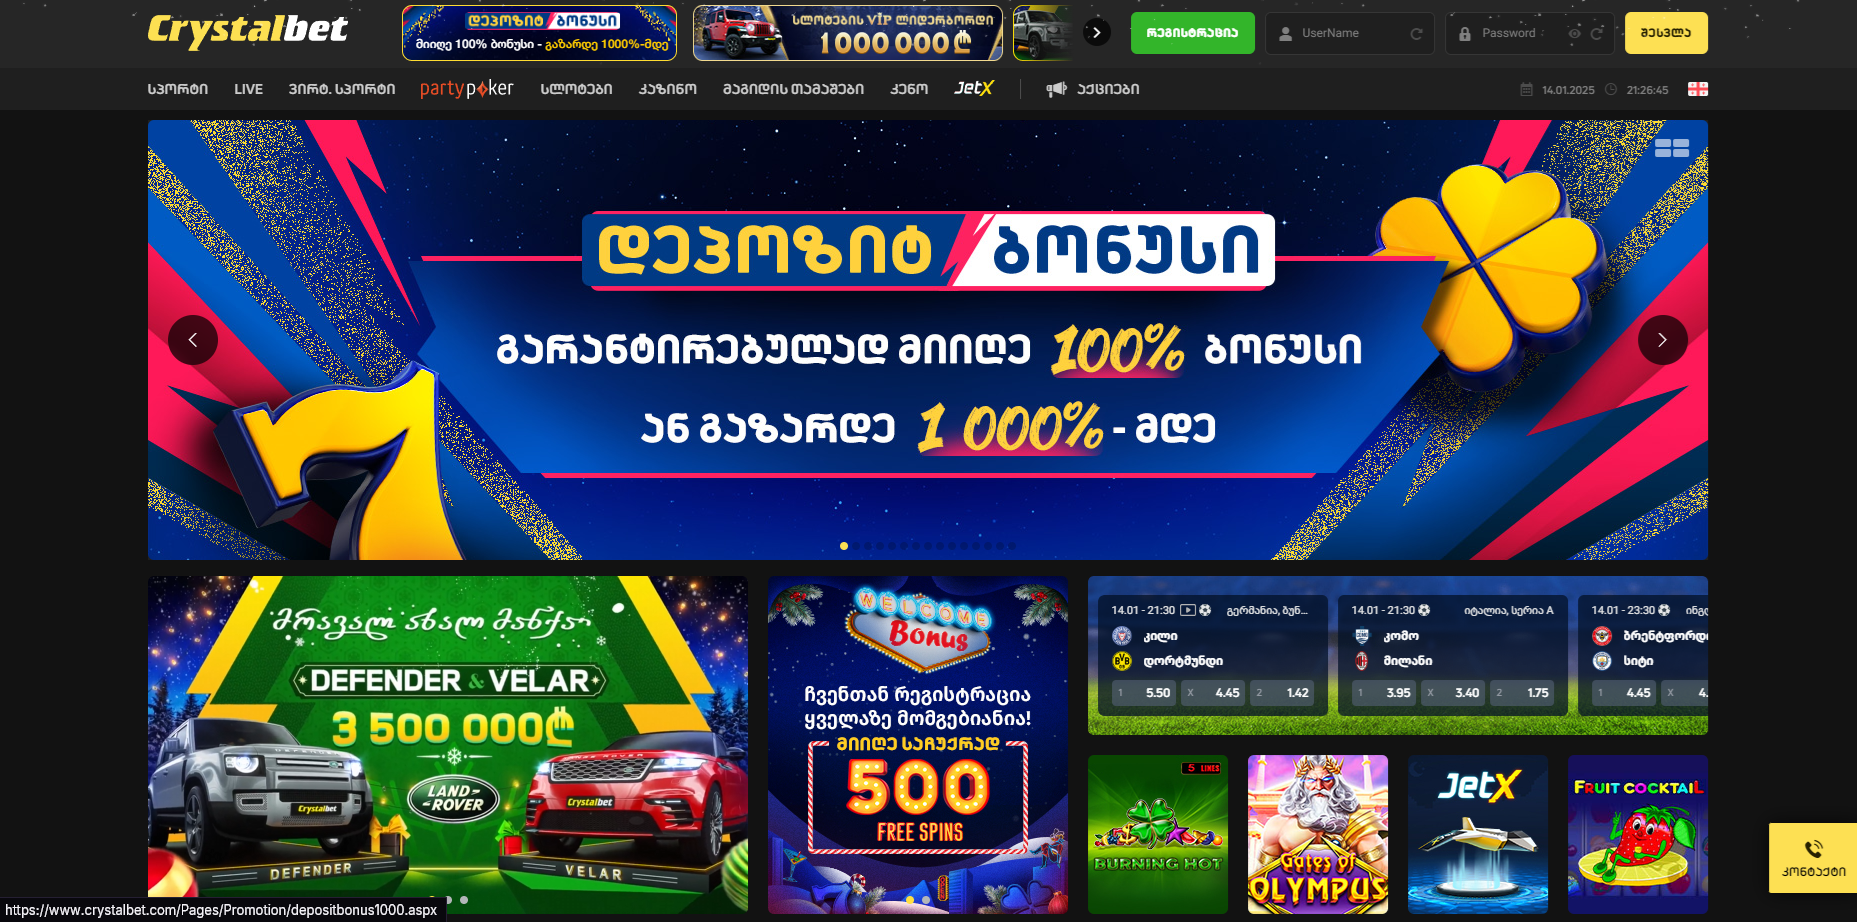 Crystalbet
დეპოზიტ ბონუსი
მიიღე 100% ბონუსი - გაზარდე 1000%-მდე
სლოტების VIP ლიდერბორდი
1 000 000 ₾
რეგისტრაცია
UserName
Password
შესვლა
სპორტი
LIVE
ვირტ. სპორტი
partypoker
სლოტები
კაზინო
მაგიდის თამაშები
კენო
JetX
აქციები
14.01.2025
21:26:45
დეპოზიტ ბონუსი
გარანტირებულად მიიღე 100% ბონუსი
ან გაზარდე 1 000% - მდე
მრავალ ახალ მანქანა
DEFENDER & VELAR
3 500 000₾
DEFENDER
Crystalbet
LAND-
-ROVER
Crystalbet
DEFENDER
VELAR
WELCOME
Bonus
ჩვენთან რეგისტრაცია
ყველაზე მომგებიანია!
მიიღე საჩუქრად
500
FREE SPINS
14.01 - 21:30 გერმანია, ბუნ...
კილი
დორტმუნდი
1 5.50 X 4.45 2 1.42
14.01 - 21:30 იტალია, სერია A
კომო
მილანი
1 3.95 X 3.40 2 1.75
14.01 - 23:30 ინგლ
ბრენტფორდი
სიტი
1 4.45 X 4.
5 LINES
BURNING HOT
Gates of
OLYMPUS
JetX
FRUIT COCKTAIL
კონტაქტი
https://www.crystalbet.com/Pages/Promotion/depositbonus1000.aspx